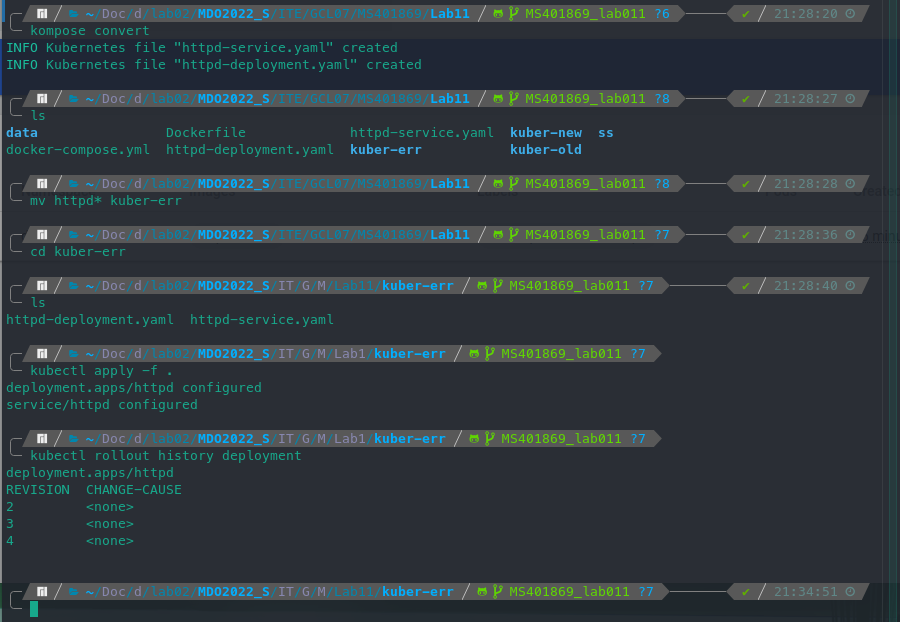 ~/Doc/d/lab02/MDO2022_S/ITE/GCL07/MS401869/Lab11 MS401869_lab011 ?6 ✔ 21:28:20
kompose convert
INFO Kubernetes file "httpd-service.yaml" created
INFO Kubernetes file "httpd-deployment.yaml" created
~/Doc/d/lab02/MDO2022_S/ITE/GCL07/MS401869/Lab11 MS401869_lab011 ?8 ✔ 21:28:27
ls
data Dockerfile httpd-service.yaml kuber-new ss
docker-compose.yml httpd-deployment.yaml kuber-err kuber-old
~/Doc/d/lab02/MDO2022_S/ITE/GCL07/MS401869/Lab11 MS401869_lab011 ?8 ✔ 21:28:28
mv httpd* kuber-err
~/Doc/d/lab02/MDO2022_S/ITE/GCL07/MS401869/Lab11 MS401869_lab011 ?7 ✔ 21:28:36
cd kuber-err
~/Doc/d/lab02/MDO2022_S/IT/G/M/Lab11/kuber-err MS401869_lab011 ?7 ✔ 21:28:40
ls
httpd-deployment.yaml httpd-service.yaml
~/Doc/d/lab02/MDO2022_S/IT/G/M/Lab1/kuber-err MS401869_lab011 ?7
kubectl apply -f .
deployment.apps/httpd configured
service/httpd configured
~/Doc/d/lab02/MDO2022_S/IT/G/M/Lab1/kuber-err MS401869_lab011 ?7
kubectl rollout history deployment
deployment.apps/httpd
REVISION CHANGE-CAUSE
2 <none>
3 <none>
4 <none>
~/Doc/d/lab02/MDO2022_S/IT/G/M/Lab11/kuber-err MS401869_lab011 ?7 ✔ 21:34:51